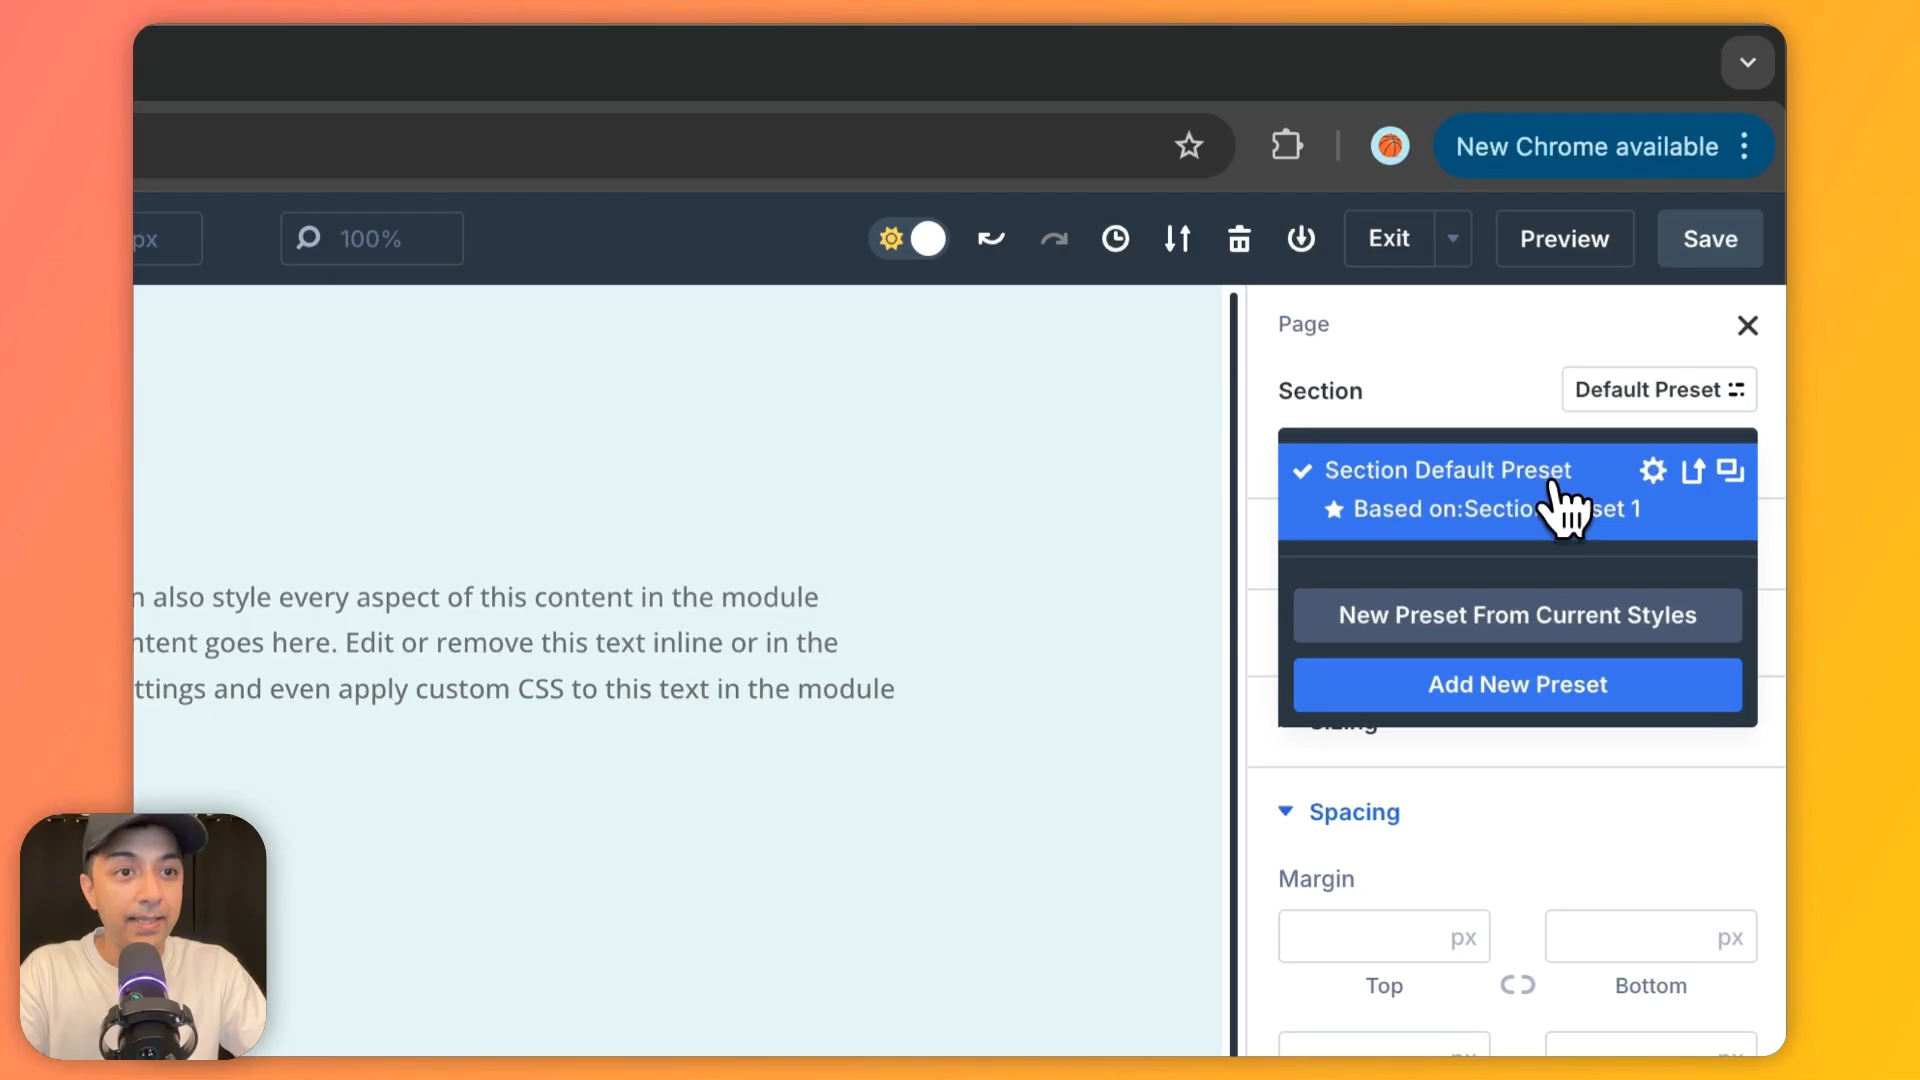 New Chrome available
px
100%
Exit
Preview
Save
Page
Section
Default Preset
Section Default Preset
Based on:Sectio set 1
New Preset From Current Styles
Add New Preset
Spacing
Margin
px
px
Top
Bottom
n also style every aspect of this content in the module
ntent goes here. Edit or remove this text inline or in the
ttings and even apply custom CSS to this text in the module